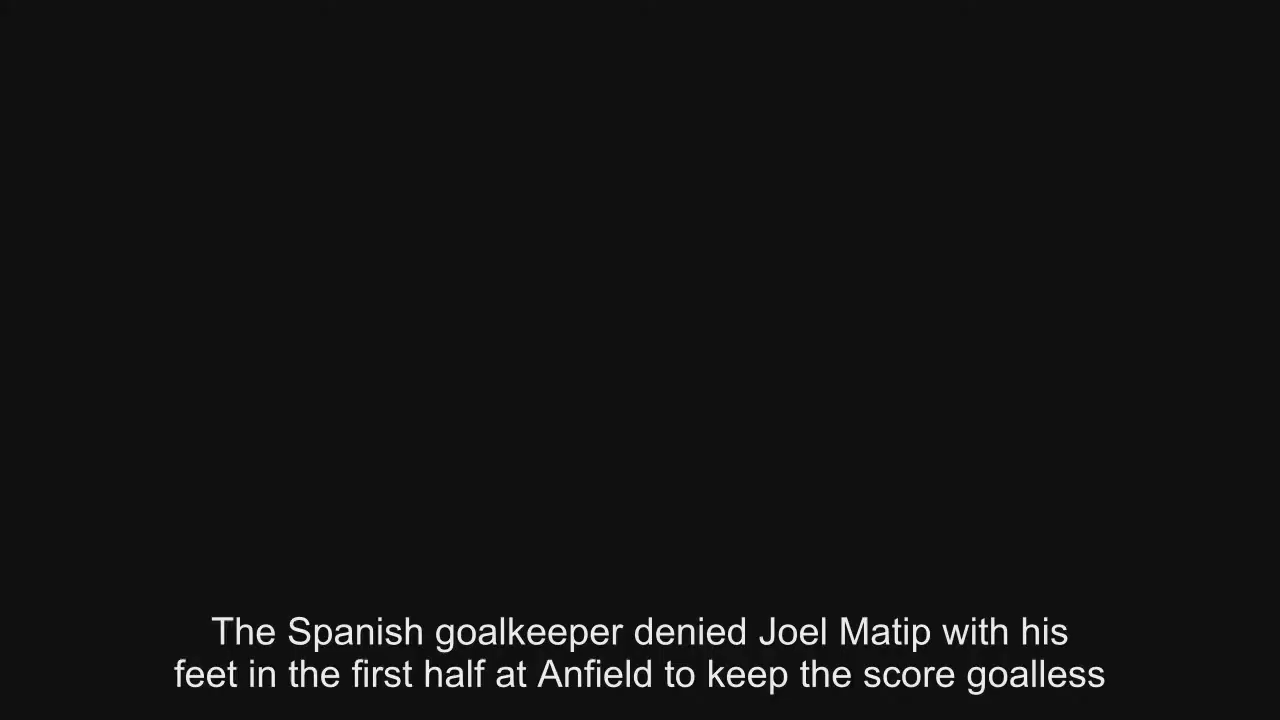 The Spanish goalkeeper denied Joel Matip with his
feet in the first half at Anfield to keep the score goalless